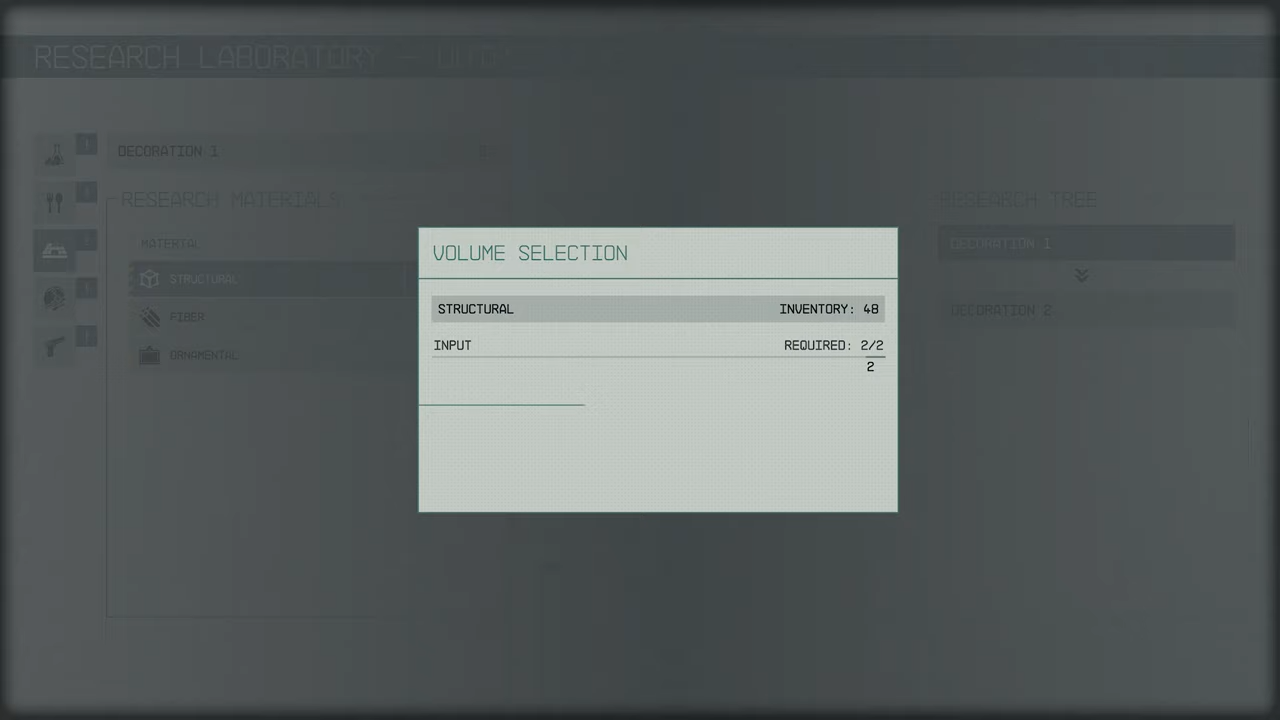 RESEARCH LABORATORY -
DECORATION 1
RESEARCH MATERIALS
MATERIAL
STRUCTURAL
FIBER
ORNAMENTAL
VOLUME SELECTION
STRUCTURAL INVENTORY: 48
INPUT REQUIRED: 2/2
2
RESEARCH TREE
DECORATION 1
DECORATION 2